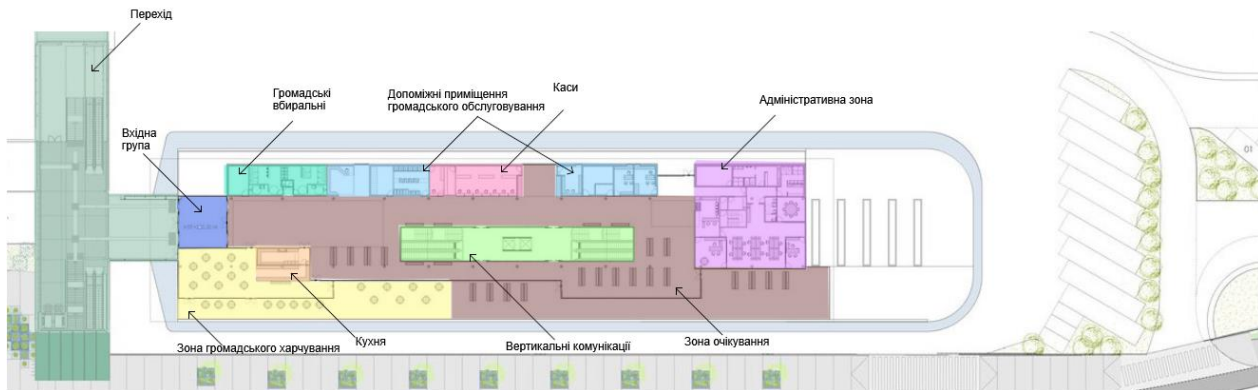 Перехід
Громадські
вбиральні
Допоміжні приміщення
громадського обслуговування
Каси
Адміністративна зона
Вхідна
група
01
Зона громадського харчування
Кухня
Вертикальні комунікації
Зона очікування